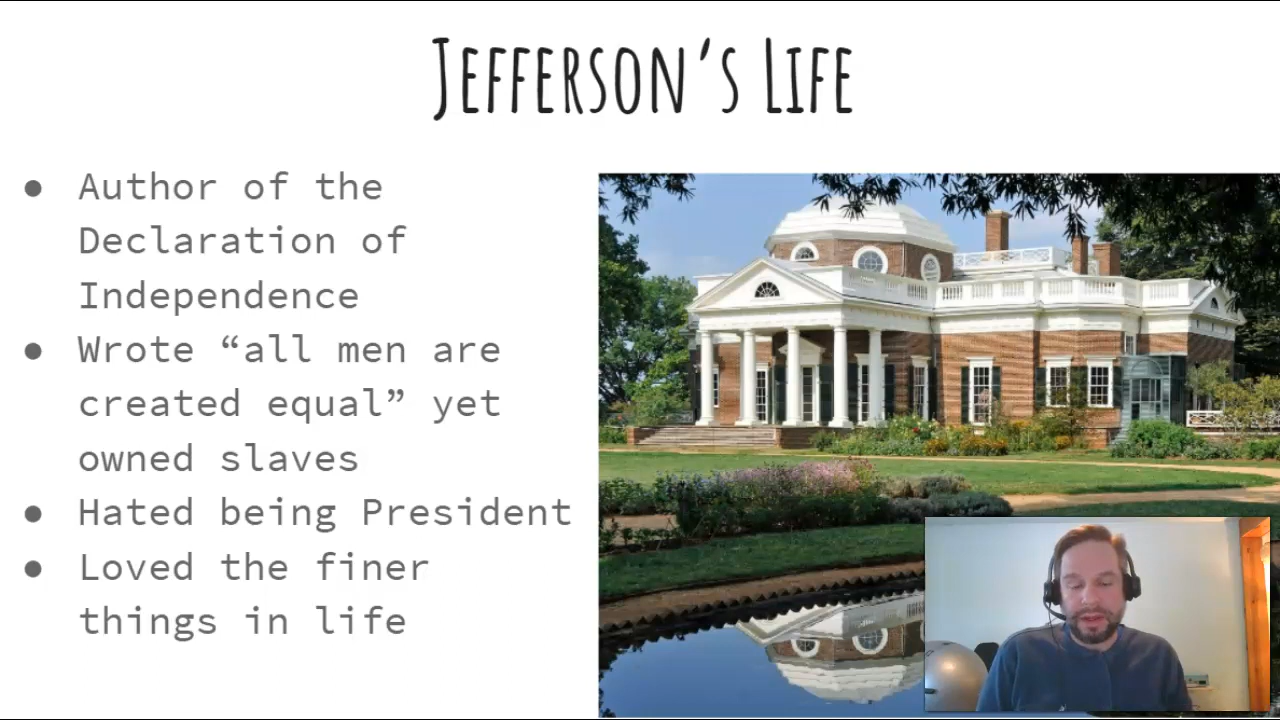 Jefferson's Life
● Author of the
Declaration of
Independence
● Wrote “all men are
created equal” yet
owned slaves
● Hated being President
● Loved the finer
things in life